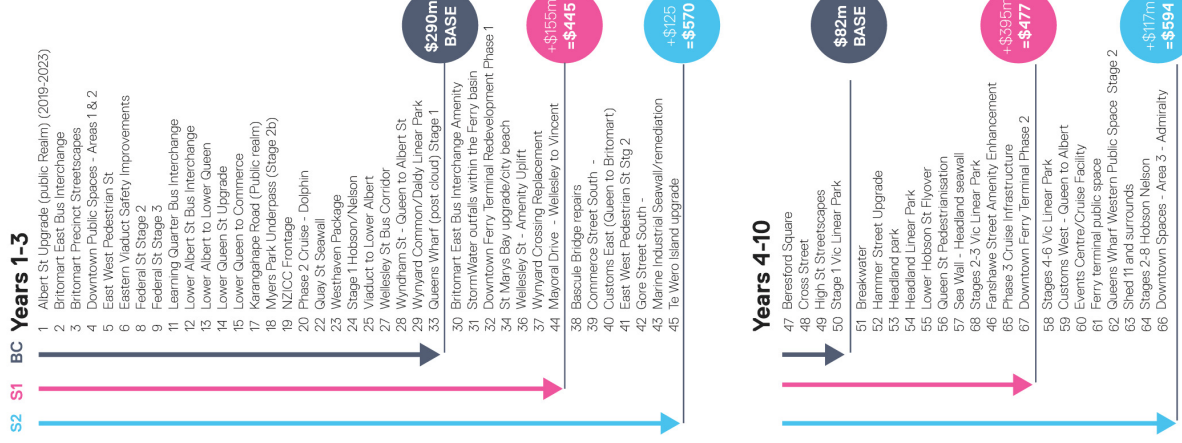 S2
S1
BC
Years 1-3
1 Albert St Upgrade (public Realm) (2019-2023)
2 Britomart East Bus Interchange
3 Britomart Precinct Streetscapes
4 Downtown Public Spaces - Areas 1 & 2
5 East West Pedestrian St
6 Eastern Viaduct Safety Improvements
8 Federal St Stage 2
9 Federal St Stage 3
11 Learning Quarter Bus Interchange
12 Lower Albert St Bus Interchange
13 Lower Albert to Lower Queen
14 Lower Queen St Upgrade
15 Lower Queen to Commerce
17 Karanganape Road (Public realm)
18 Myers Park Underpass (Stage 2b)
19 NZICC Frontage
20 Phase 2 Cruise - Dolphin
22 Quay St Seawall
23 Westhaven Package
24 Stage 1 Hobson/Nelson
25 Viaduct to Lower Albert
27 Wellesley St Bus Corridor
28 Wyndham St - Queen to Albert St
29 Wynyard Common/Daldy Linear Park
33 Queens Wharf (post cloud) Stage 1
$290m
BASE
30 Britomart East Bus Interchange Amenity
31 StormWater outfalls within the Ferry basin
32 Downtown Ferry Terminal Redevelopment Phase 1
34 St Marys Bay upgrade/city beach
36 Wellesley St - Amenity Uplift
37 Wynyard Crossing Replacement
44 Mayoral Drive - Wellesley to Vincent
+$155m
=$445
38 Bascule Bridge repairs
39 Commerce Street South -
40 Customs East (Queen to Britomart)
41 East West Pedestrian Stg 2
42 Gore Street South -
43 Marine Industrial Seawall/remediation
45 Te Wero Island upgrade
+$125
=$570
Years 4-10
47 Beresford Square
48 Cross Street
49 High St Streetscapes
50 Stage 1 Vic Linear Park
$82m
BASE
51 Breakwater
52 Hammer Street Upgrade
53 Headland park
54 Headland Linear Park
55 Lower Hobson St Flyover
56 Queen St Pedestrianisation
57 Sea Wall - Headland seawall
68 Stages 2-3 Vic Linear Park
46 Fanshawe Street Amenity Enhancement
65 Phase 3 Cruise Infrastructure
67 Downtown Ferry Terminal Phase 2
+$395m
=$477
58 Stages 4-6 Vic Linear Park
59 Customs West - Queen to Albert
60 Events Centre/Cruise Facility
61 Ferry terminal public space
62 Queens Wharf Western Public Space Stage 2
63 Shed 11 and surrounds
64 Stages 2-8 Hobson Nelson
66 Downtown Spaces - Area 3 - Admiralty
+$117m
=$594